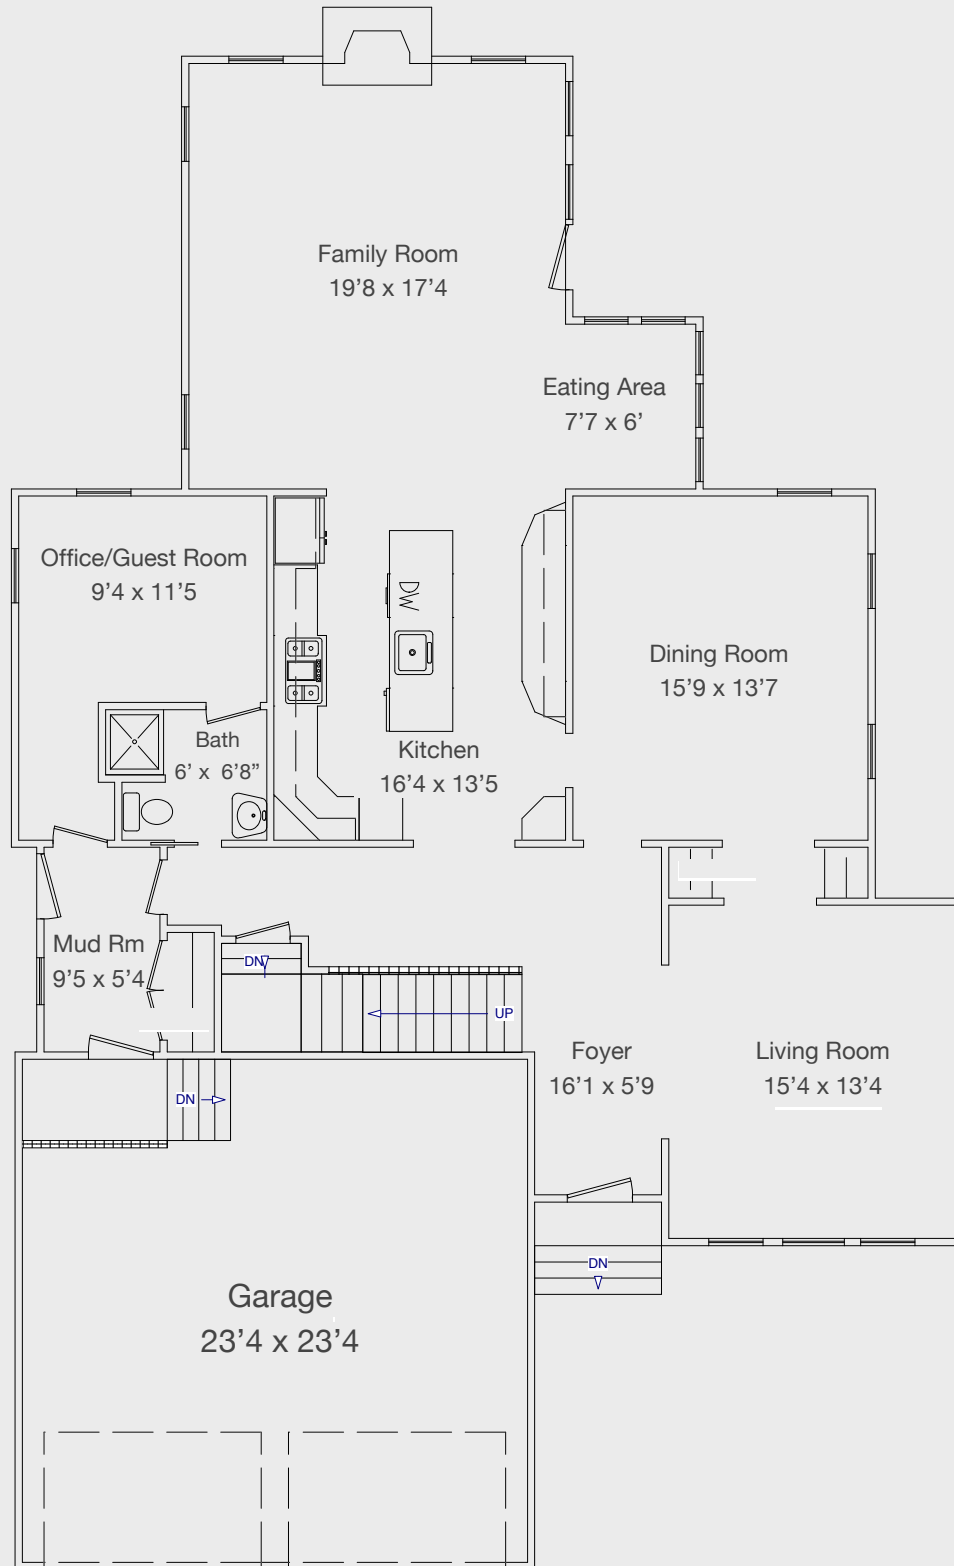 Family Room
19’8 x 17’4
Eating Area
7’7 x 6’
Office/Guest Room
9’4 x 11’5
DW
Dining Room
15’9 x 13’7
Bath
6’ x 6’8”
Kitchen
16’4 x 13’5
Mud Rm
9’5 x 5’4
DN
UP
Foyer
16’1 x 5’9
Living Room
15’4 x 13’4
DN
DN
Garage
23’4 x 23’4